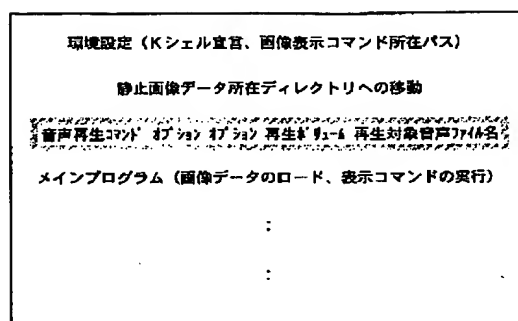 環境設定(Kシェル宣言、画像表示コマンド所在パス)
静止画像データ所在ディレクトリへの移動
音声再生コマンド オプション オプション 再生ボリューム 再生対象音声ファイル名
メインプログラム(画像データのロード、表示コマンドの実行)
:
: